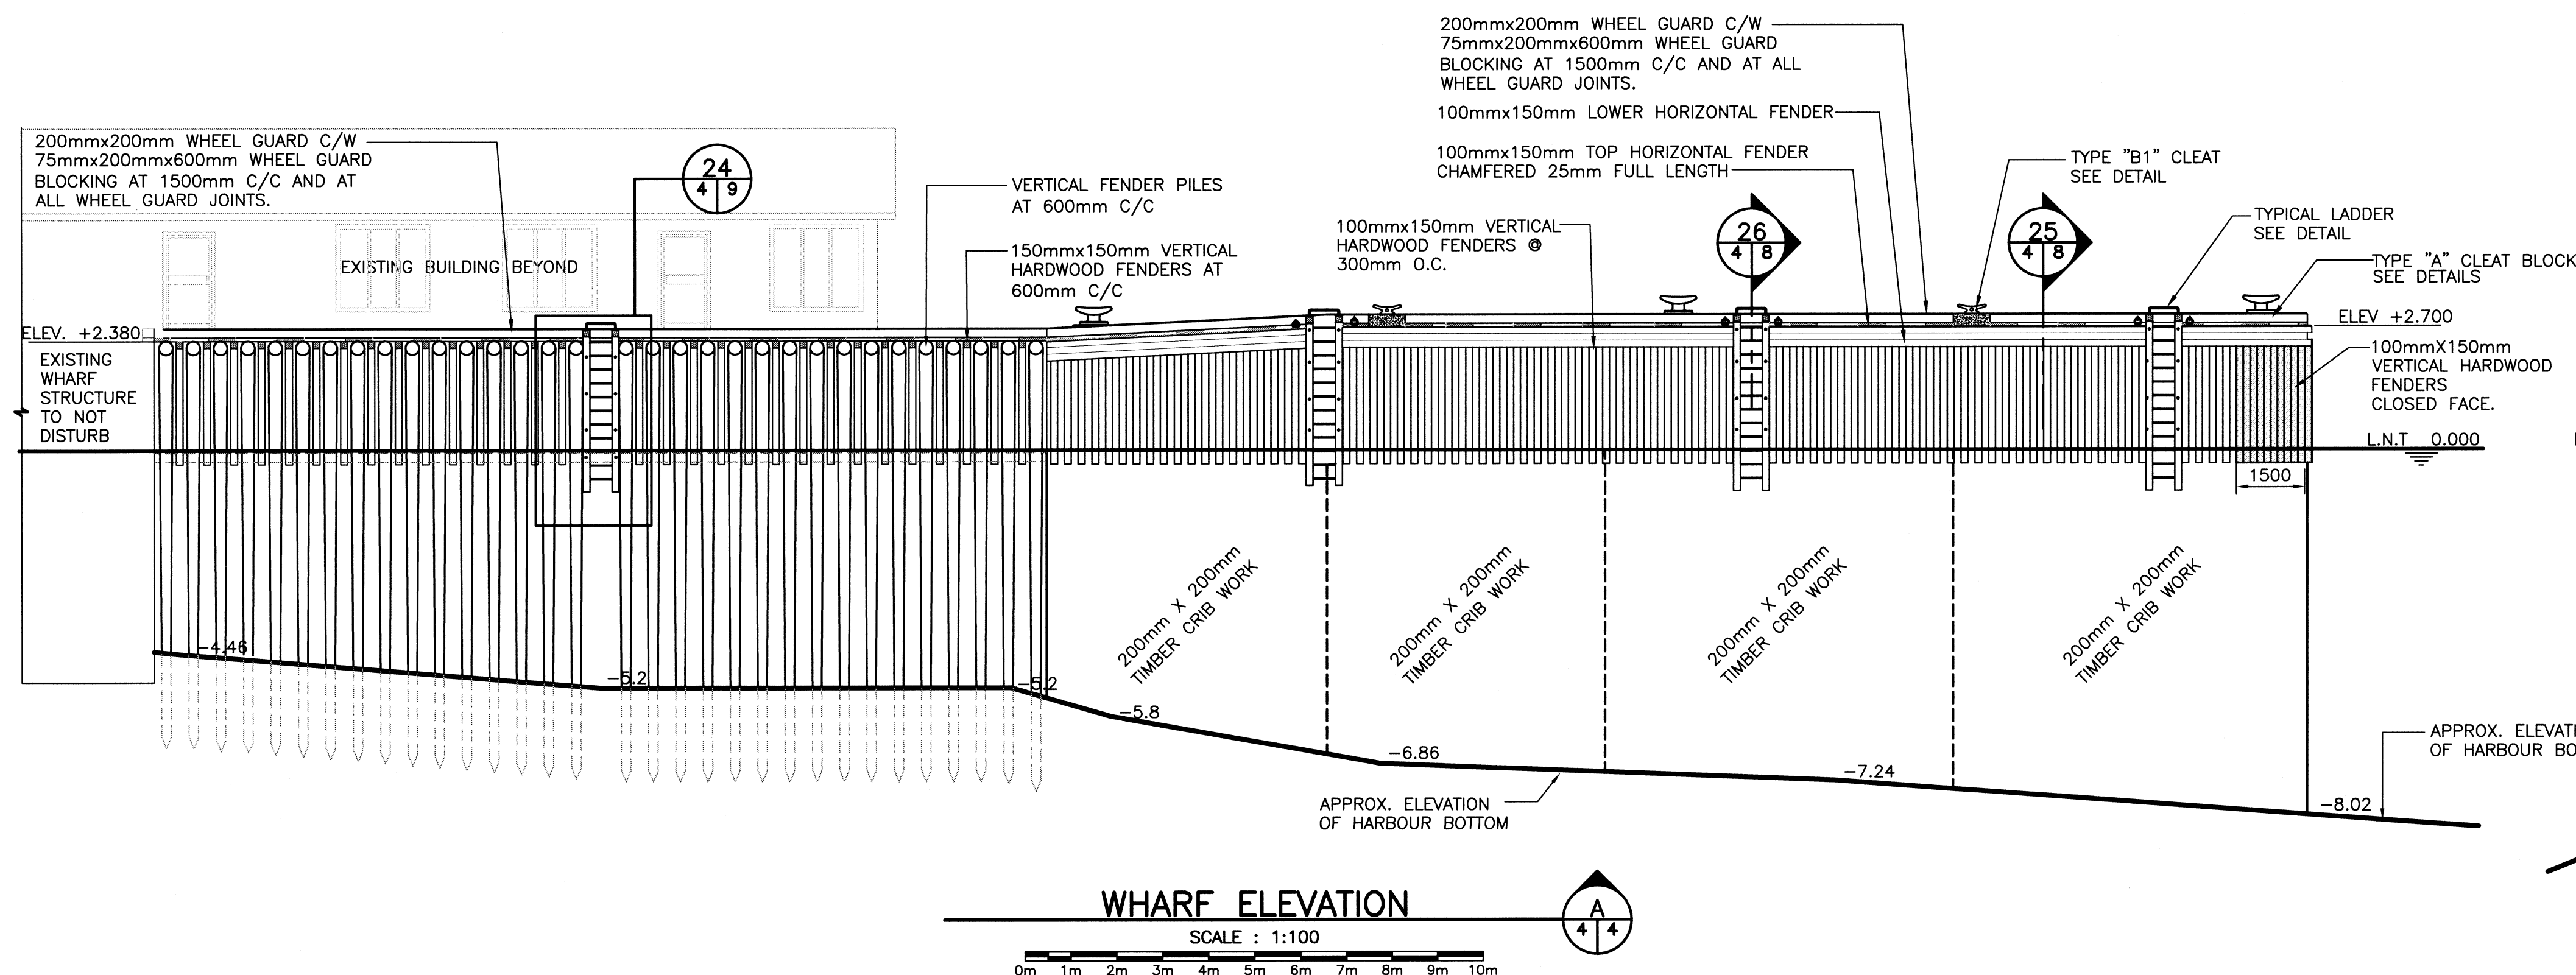 200mmx200mm WHEEL GUARD C/W
75mmx200mmx600mm WHEEL GUARD
BLOCKING AT 1500mm C/C AND AT ALL
WHEEL GUARD JOINTS.
100mmx150mm LOWER HORIZONTAL FENDER
100mmx150mm TOP HORIZONTAL FENDER
CHAMFERED 25mm FULL LENGTH
200mmx200mm WHEEL GUARD C/W
75mmx200mmx600mm WHEEL GUARD
BLOCKING AT 1500mm C/C AND AT
ALL WHEEL GUARD JOINTS.
24
4 9
VERTICAL FENDER PILES
AT 600mm C/C
150mmx150mm VERTICAL
HARDWOOD FENDERS AT
600mm C/C
100mmx150mm VERTICAL
HARDWOOD FENDERS @
300mm O.C.
26
4 8
25
4 8
TYPE "B1" CLEAT
SEE DETAIL
TYPICAL LADDER
SEE DETAIL
TYPE "A" CLEAT BLOCK
SEE DETAILS
EXISTING BUILDING BEYOND
ELEV. +2.380
ELEV +2.700
EXISTING
WHARF
STRUCTURE
TO NOT
DISTURB
100mmX150mm
VERTICAL HARDWOOD
FENDERS
CLOSED FACE.
L.N.T 0.000
1500
200mm X 200mm
TIMBER CRIB WORK
200mm X 200mm
TIMBER CRIB WORK
200mm X 200mm
TIMBER CRIB WORK
200mm X 200mm
TIMBER CRIB WORK
-4.46
-5.2
-5.2
-5.8
-6.86
-7.24
-8.02
APPROX. ELEVATION
OF HARBOUR BOTTOM
APPROX.
OF HARBOUR
WHARF ELEVATION
A
4 4
SCALE : 1:100
0m 1m 2m 3m 4m 5m 6m 7m 8m 9m 10m